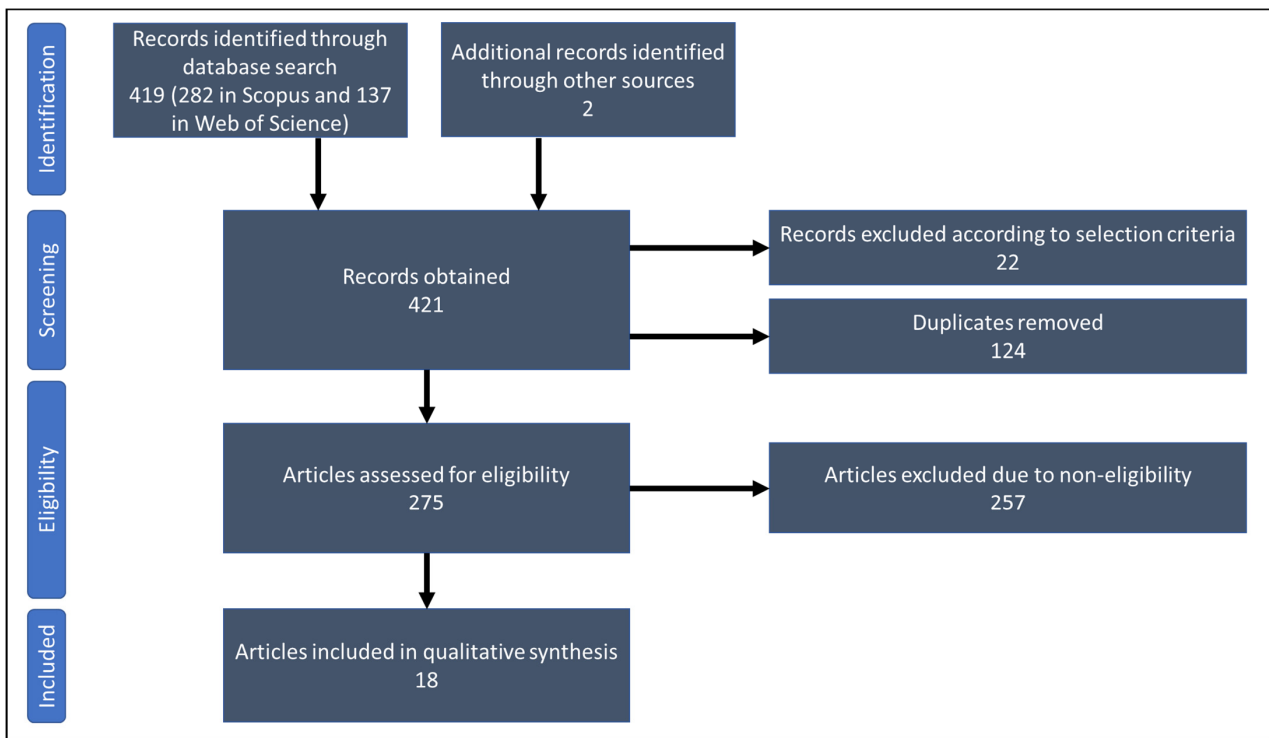 Identification
Records identified through
database search
419 (282 in Scopus and 137
in Web of Science)
Additional records identified
through other sources
2
Screening
Records obtained
421
Records excluded according to selection criteria
22
Duplicates removed
124
Eligibility
Articles assessed for eligibility
275
Articles excluded due to non-eligibility
257
Included
Articles included in qualitative synthesis
18